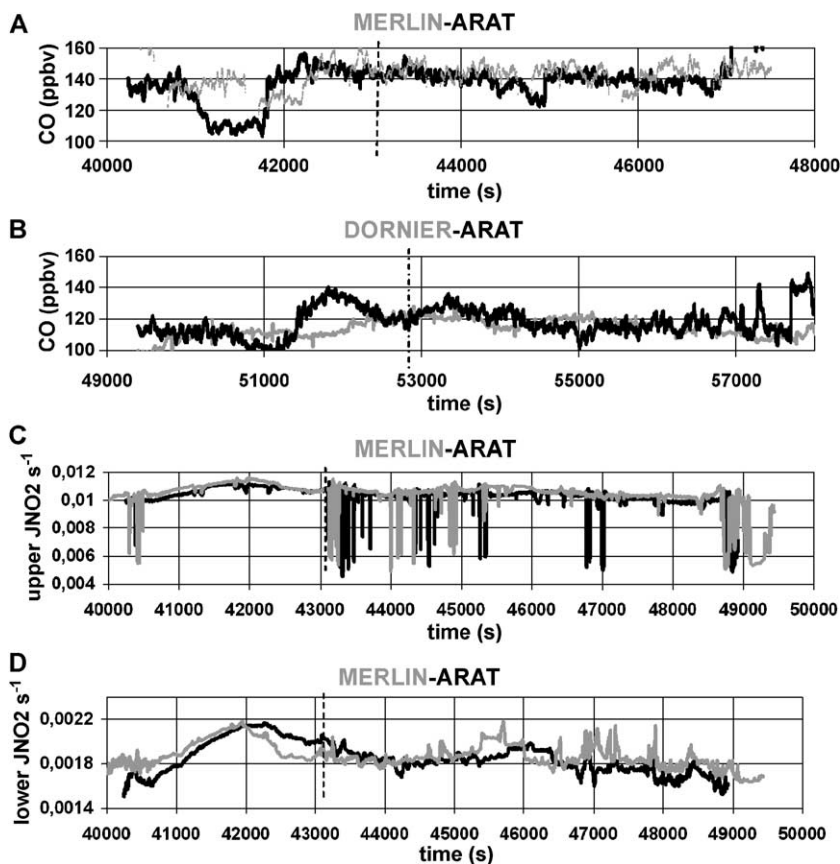 A
MERLIN-ARAT
CO (ppbv)
160
140
120
100
40000 42000 44000 46000 48000
time (s)
B
DORNIER-ARAT
CO (ppbv)
160
140
120
100
49000 51000 53000 55000 57000
time (s)
C
MERLIN-ARAT
upper JNO2 s⁻¹
0,012
0,01
0,008
0,006
0,004
40000 41000 42000 43000 44000 45000 46000 47000 48000 49000 50000
time (s)
D
MERLIN-ARAT
lower JNO2 s⁻¹
0,0022
0,0018
0,0014
40000 41000 42000 43000 44000 45000 46000 47000 48000 49000 50000
time (s)